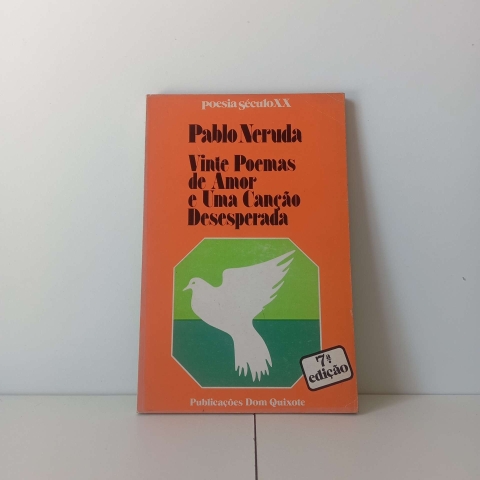 poesia século XX
Pablo Neruda
Vinte Poemas
de Amor
e Uma Canção
Desesperada
7ª
edição
Publicações Dom Quixote